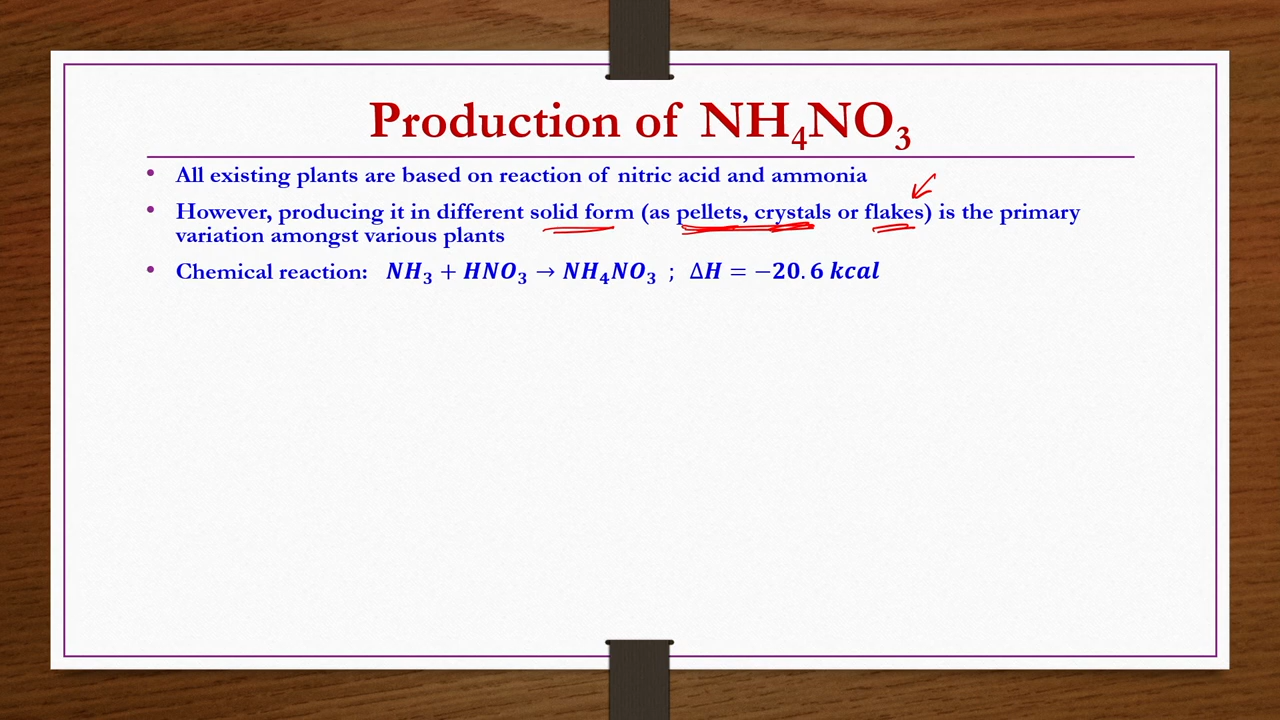 Production of NH₄NO₃
• All existing plants are based on reaction of nitric acid and ammonia
• However, producing it in different solid form (as pellets, crystals or flakes) is the primary
variation amongst various plants
• Chemical reaction: NH₃ + HNO₃ → NH₄NO₃ ; ΔH = −20.6 kcal